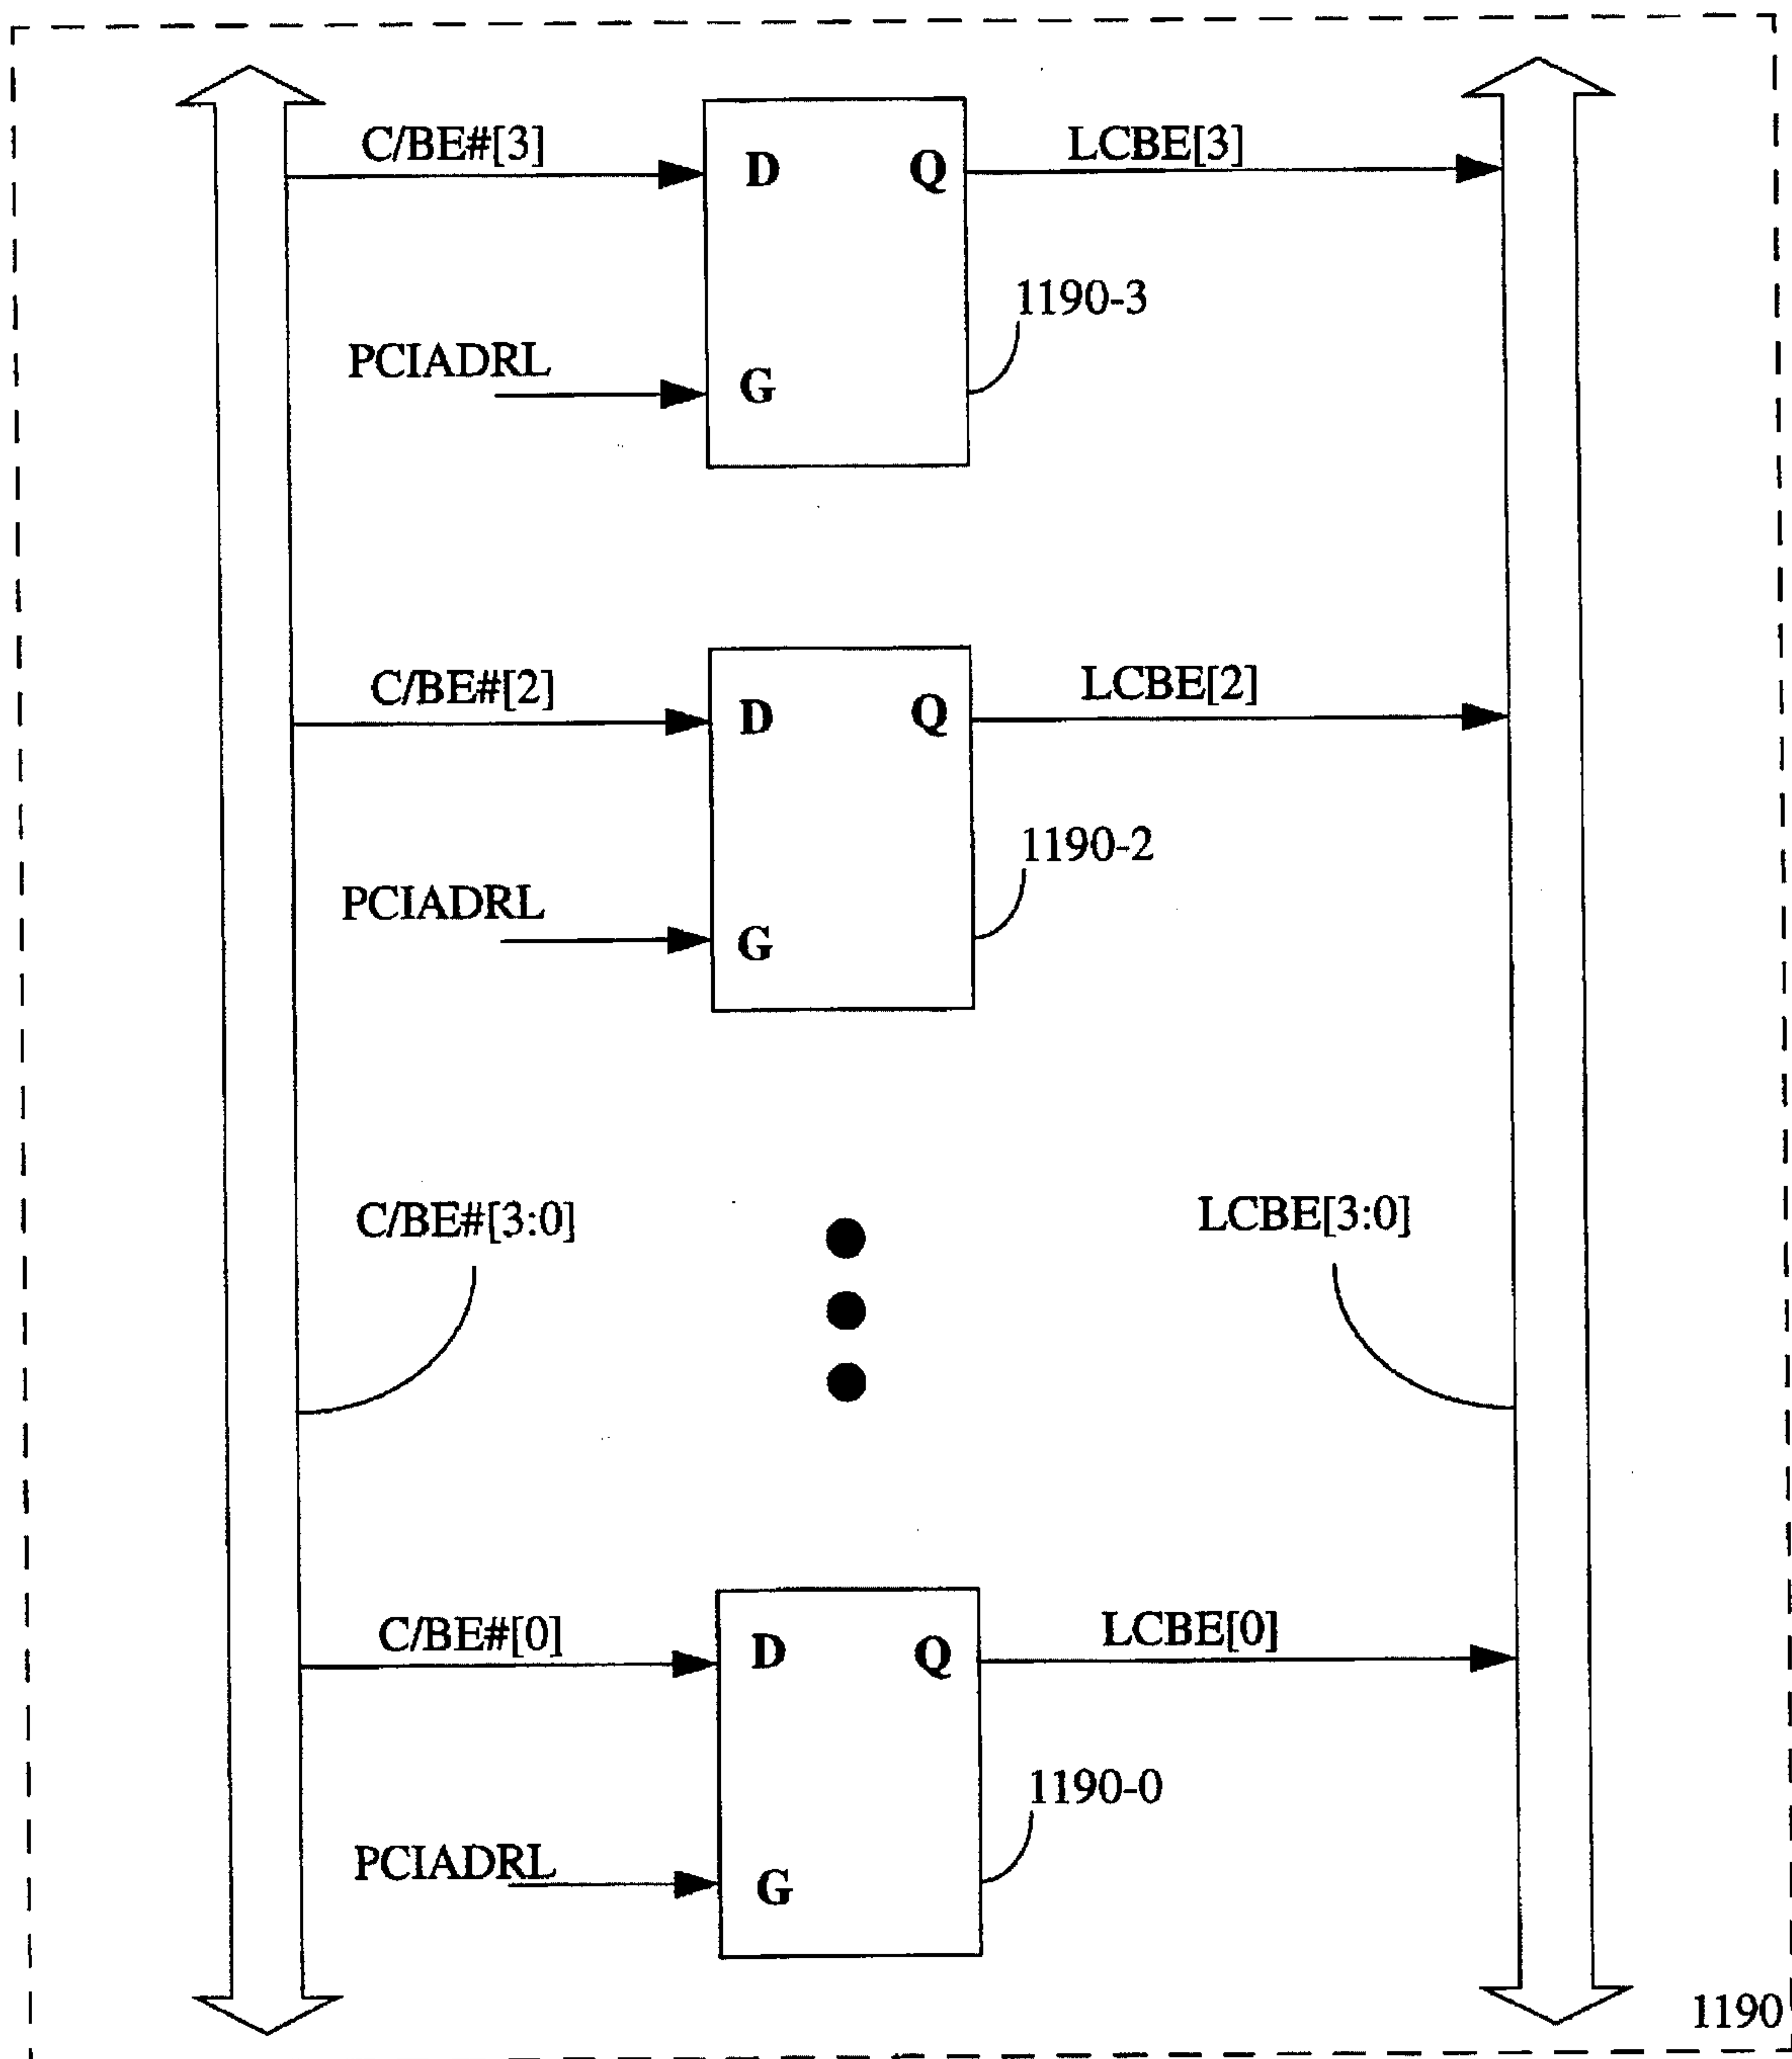 C/BE#[3]
LCBE[3]
D
Q
1190-3
PCIADRL
G
C/BE#[2]
LCBE[2]
D
Q
1190-2
PCIADRL
G
C/BE#[3:0]
LCBE[3:0]
C/BE#[0]
LCBE[0]
D
Q
1190-0
PCIADRL
G
1190